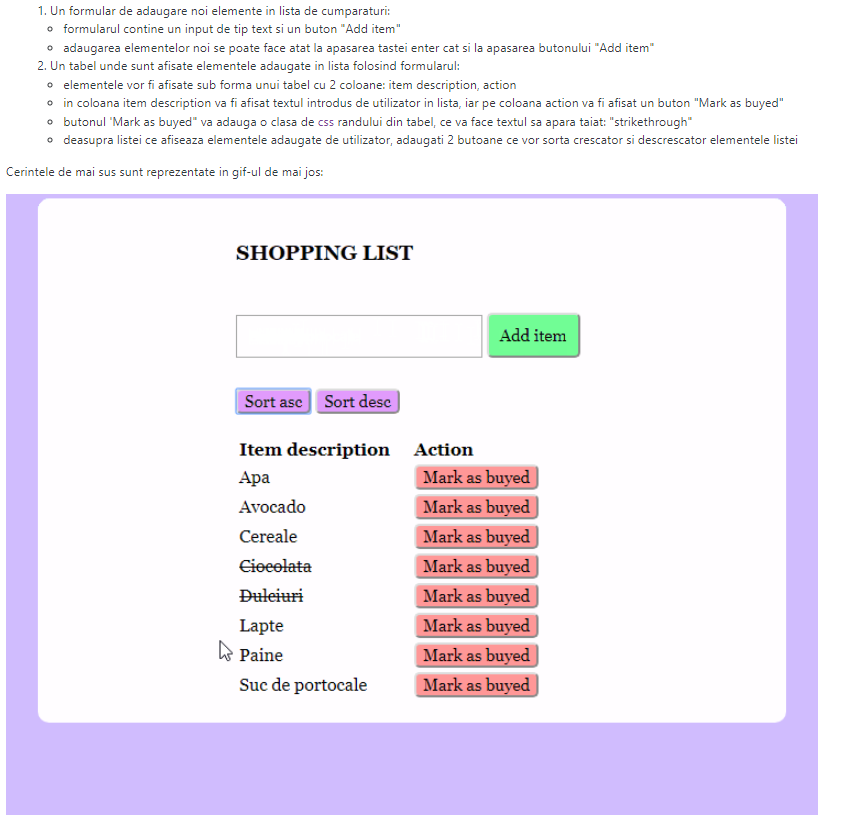 1. Un formular de adaugare noi elemente in lista de cumparaturi:
formularul contine un input de tip text si un buton "Add item"
adaugarea elementelor noi se poate face atat la apasarea tastei enter cat si la apasarea butonului "Add item"
2. Un tabel unde sunt afisate elementele adaugate in lista folosind formularul:
elementele vor fi afisate sub forma unui tabel cu 2 coloane: item description, action
in coloana item description va fi afisat textul introdus de utilizator in lista, iar pe coloana action va fi afisat un buton "Mark as buyed"
butonul 'Mark as buyed" va adauga o clasa de css randului din tabel, ce va face textul sa apara taiat: "strikethrough"
deasupra listei ce afiseaza elementele adaugate de utilizator, adaugati 2 butoane ce vor sorta crescator si descrescator elementele listei
Cerintele de mai sus sunt reprezentate in gif-ul de mai jos:
SHOPPING LIST
Add item
Sort asc Sort desc
Item description Action
Apa Mark as buyed
Avocado Mark as buyed
Cereale Mark as buyed
Ciocolata Mark as buyed
Dulciuri Mark as buyed
Lapte Mark as buyed
Paine Mark as buyed
Suc de portocale Mark as buyed